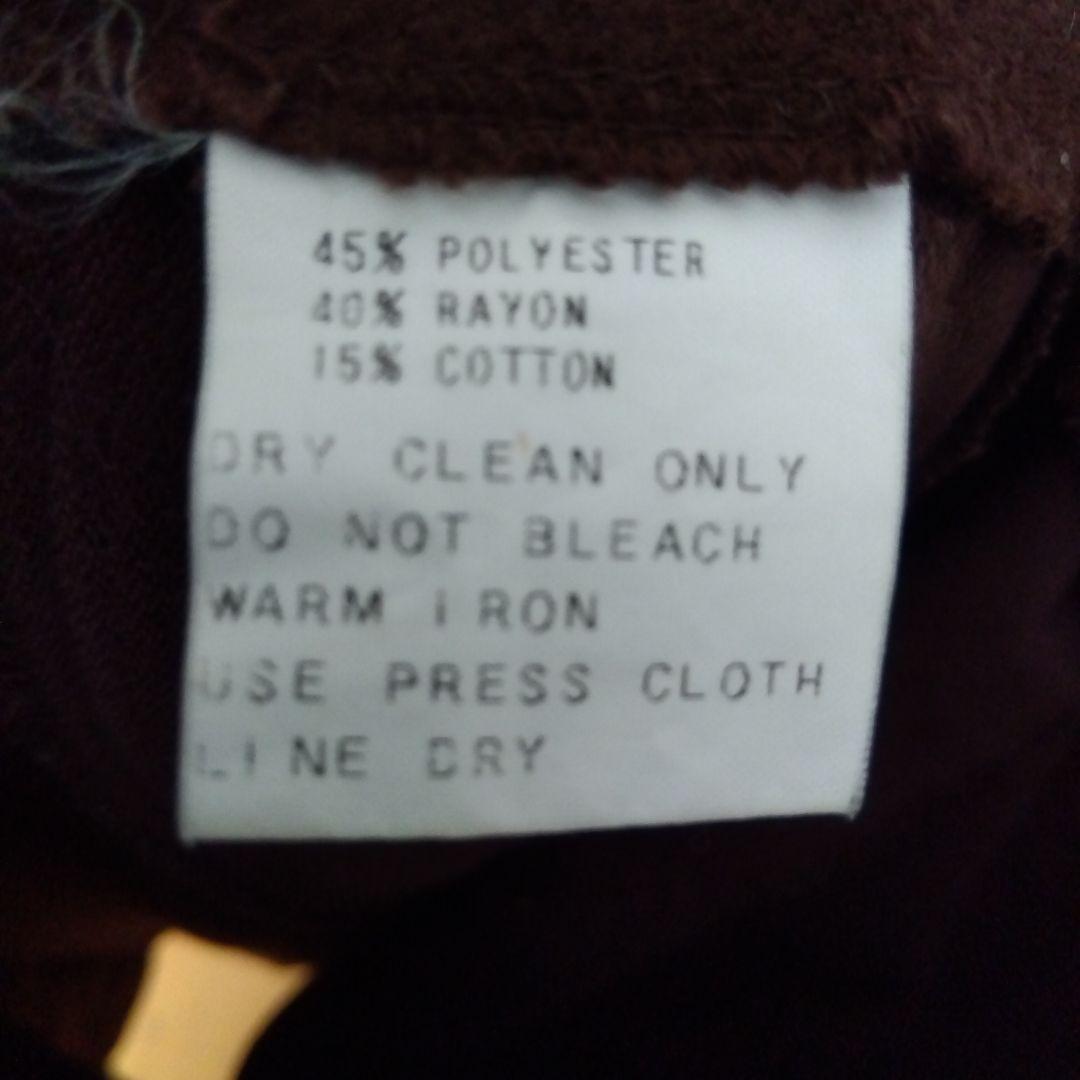 45% POLYESTER
40% RAYON
15% COTTON
DRY CLEAN ONLY
DO NOT BLEACH
WARM IRON
USE PRESS CLOTH
LINE DRY